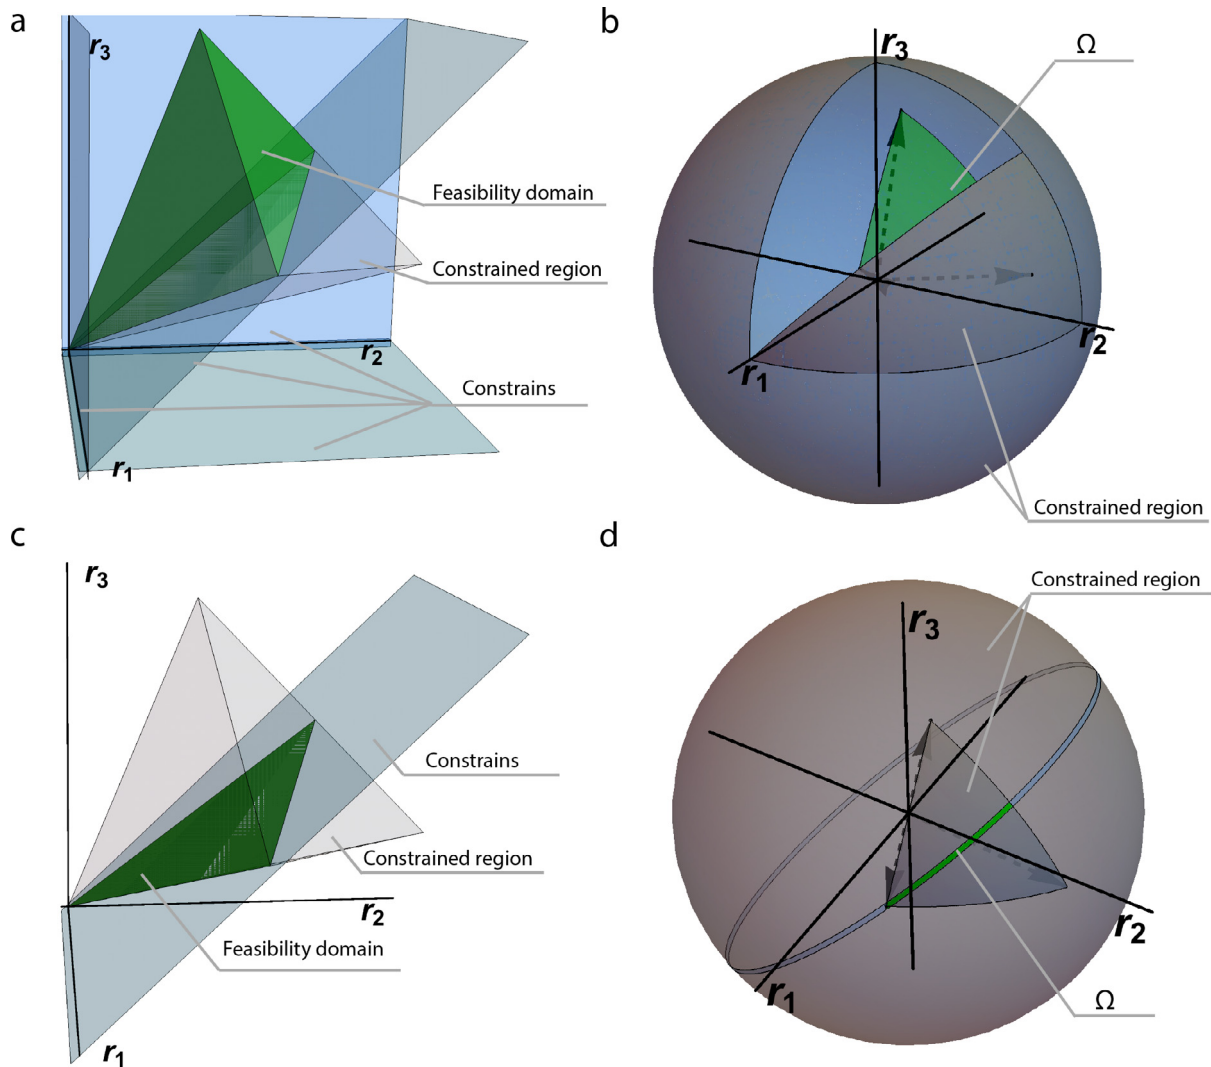 a
r3
Feasibility domain
Constrained region
r2
Constrains
r1
b
r3
Ω
r1
r2
Constrained region
c
r3
Constrains
Constrained region
r2
Feasibility domain
r1
d
Constrained region
r3
r2
r1
Ω